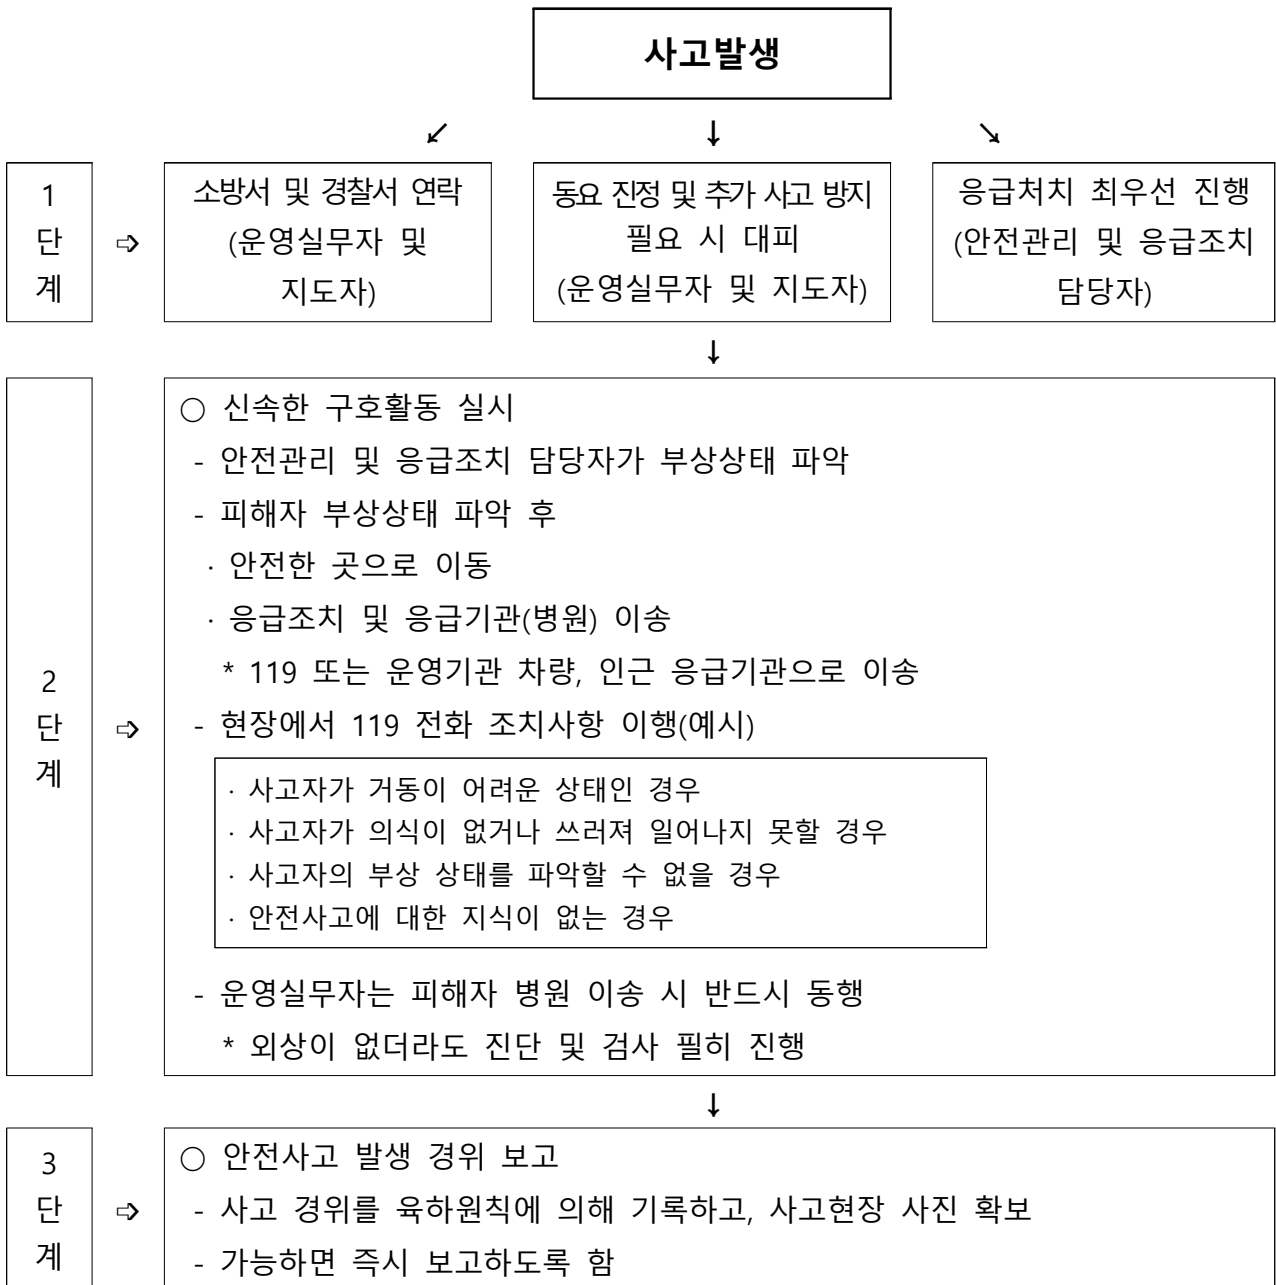 사고발생
↙ ↓ ↘
1
단
계
⇨
소방서 및 경찰서 연락
(운영실무자 및
지도자)
동요 진정 및 추가 사고 방지
필요 시 대피
(운영실무자 및 지도자)
응급처치 최우선 진행
(안전관리 및 응급조치
담당자)
↓
2
단
계
⇨
○ 신속한 구호활동 실시
- 안전관리 및 응급조치 담당자가 부상상태 파악
- 피해자 부상상태 파악 후
· 안전한 곳으로 이동
· 응급조치 및 응급기관(병원) 이송
* 119 또는 운영기관 차량, 인근 응급기관으로 이송
- 현장에서 119 전화 조치사항 이행(예시)
· 사고자가 거동이 어려운 상태인 경우
· 사고자가 의식이 없거나 쓰러져 일어나지 못할 경우
· 사고자의 부상 상태를 파악할 수 없을 경우
· 안전사고에 대한 지식이 없는 경우
- 운영실무자는 피해자 병원 이송 시 반드시 동행
* 외상이 없더라도 진단 및 검사 필히 진행
↓
3
단
계
⇨
○ 안전사고 발생 경위 보고
- 사고 경위를 육하원칙에 의해 기록하고, 사고현장 사진 확보
- 가능하면 즉시 보고하도록 함